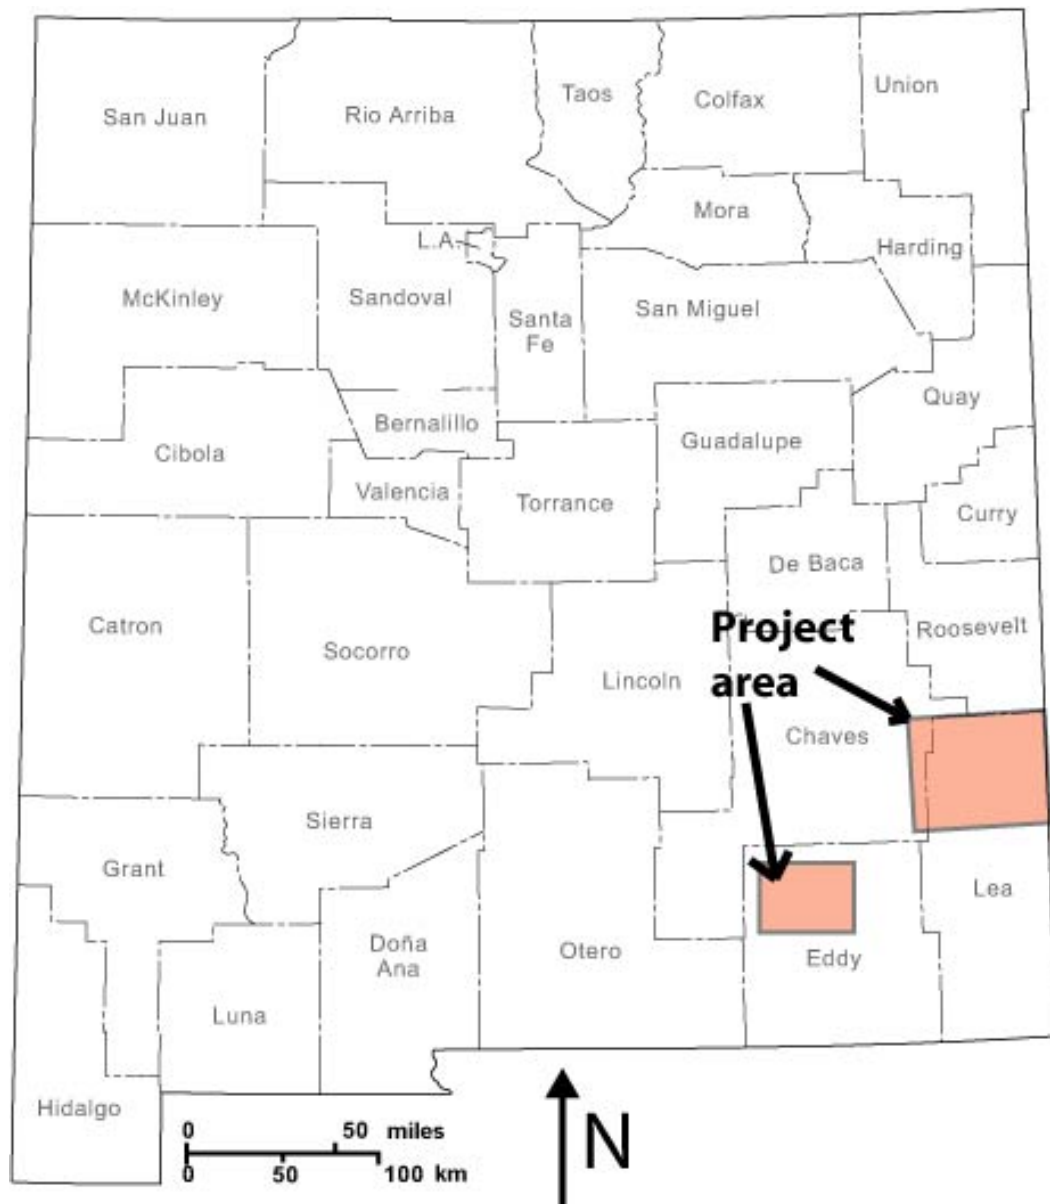 San Juan
Rio Arriba
Taos
Colfax
Union
Mora
L.A.
Harding
McKinley
Sandoval
Santa
Fe
San Miguel
Quay
Bernalillo
Guadalupe
Cibola
Valencia
Torrance
Curry
De Baca
Catron
Socorro
Lincoln
Project
area
Roosevelt
Chaves
Sierra
Grant
Lea
Doña
Ana
Otero
Eddy
Luna
Hidalgo
0 50 miles
0 50 100 km
N